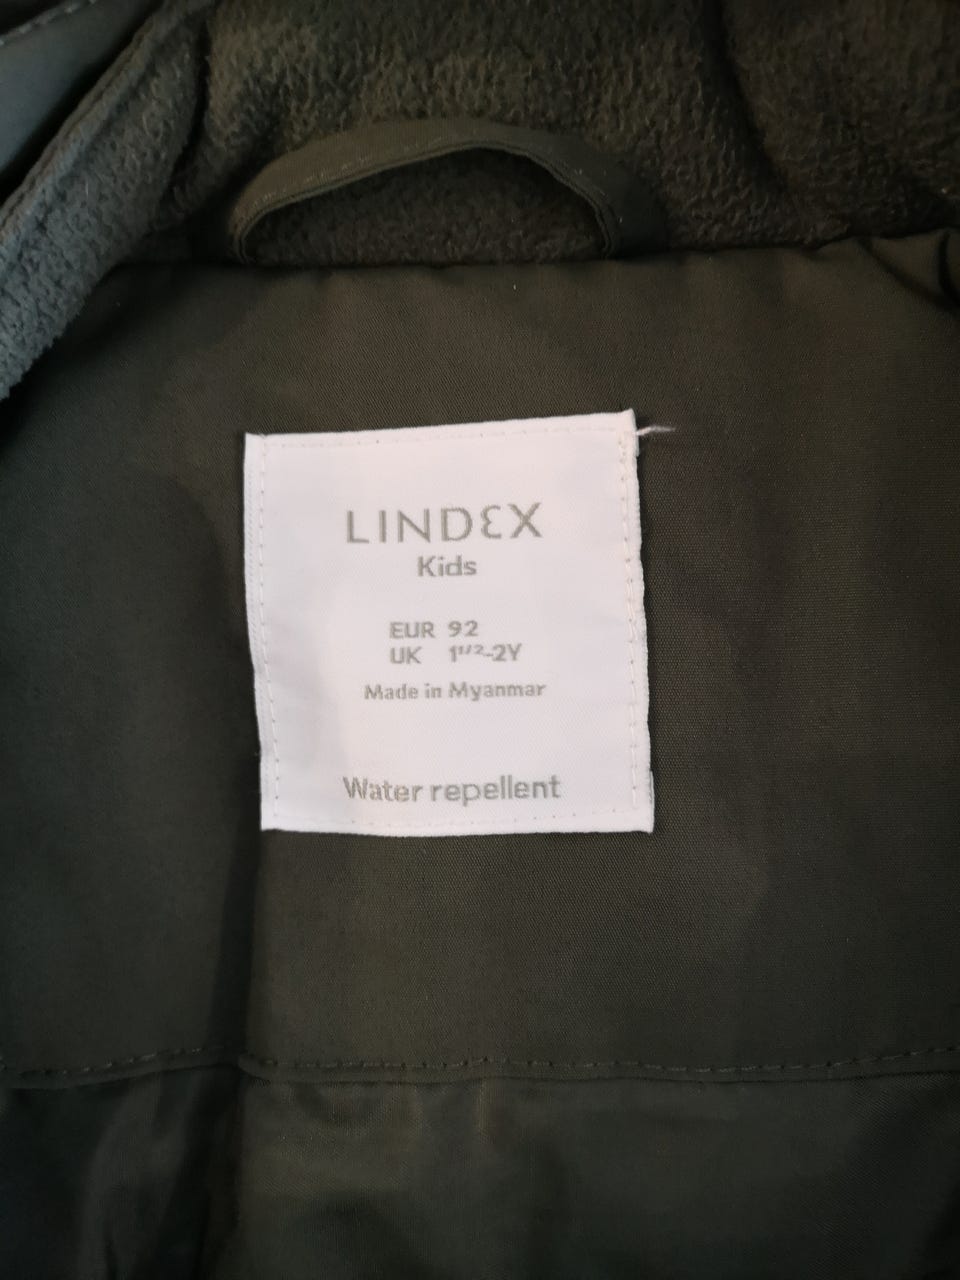 LINDEX
Kids
EUR 92
UK 1¹/²-2Y
Made in Myanmar
Water repellent